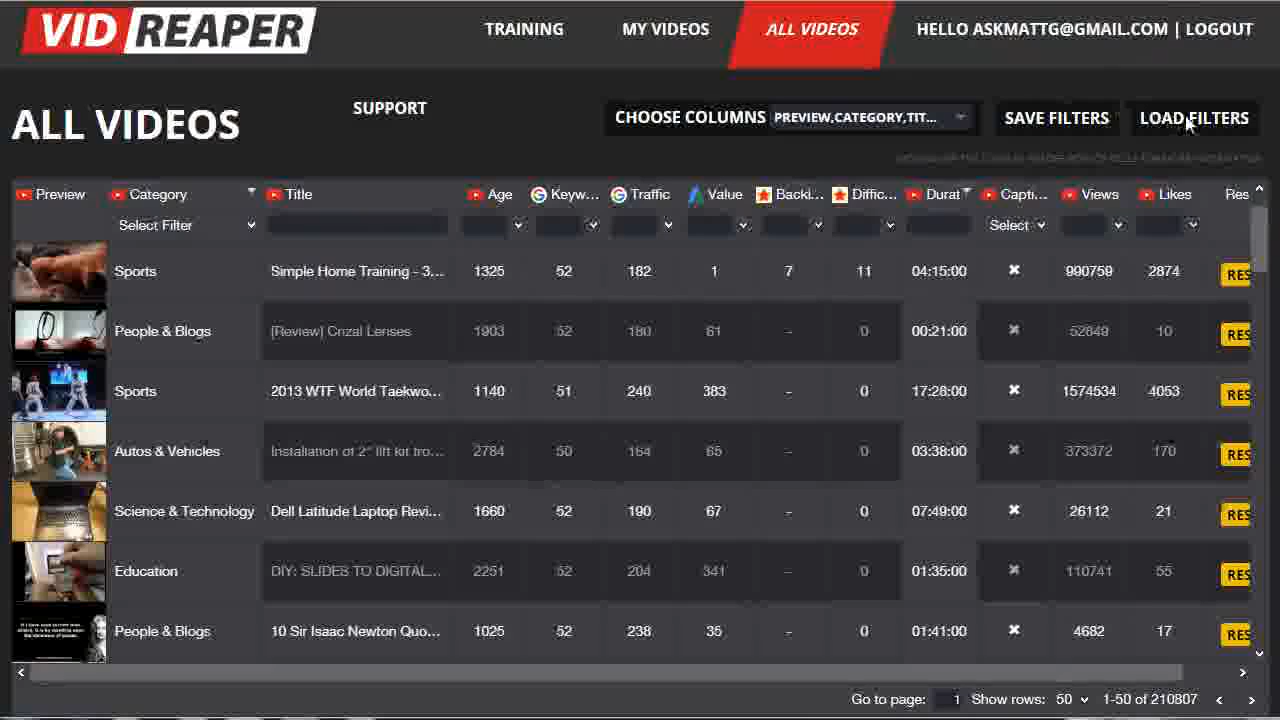 VID REAPER
TRAINING
MY VIDEOS
ALL VIDEOS
HELLO ASKMATTG@GMAIL.COM | LOGOUT
ALL VIDEOS
SUPPORT
CHOOSE COLUMNS PREVIEW,CATEGORY,TIT...
SAVE FILTERS
LOAD FILTERS
Preview Category Title Age Keyw... Traffic Value Backl... Diffic... Durat Capti... Views Likes Res
Select Filter Select
Sports Simple Home Training - 3... 1325 52 182 1 7 11 04:15:00 ✖ 990759 2874 RES
People & Blogs [Review] Crizal Lenses 1903 52 180 61 - 0 00:21:00 ✖ 52849 10 RES
Sports 2013 WTF World Taekwo... 1140 51 240 383 - 0 17:28:00 ✖ 1574534 4053 RES
Autos & Vehicles Installation of 2" lift kit fro... 2784 50 164 65 - 0 03:38:00 ✖ 373372 170 RES
Science & Technology Dell Latitude Laptop Revi... 1660 52 190 67 - 0 07:49:00 ✖ 26112 21 RES
Education DIY: SLIDES TO DIGITAL... 2251 52 204 341 - 0 01:35:00 ✖ 110741 55 RES
People & Blogs 10 Sir Isaac Newton Quo... 1025 52 238 35 - 0 01:41:00 ✖ 4682 17 RES
Go to page: 1 Show rows: 50 1-50 of 210807